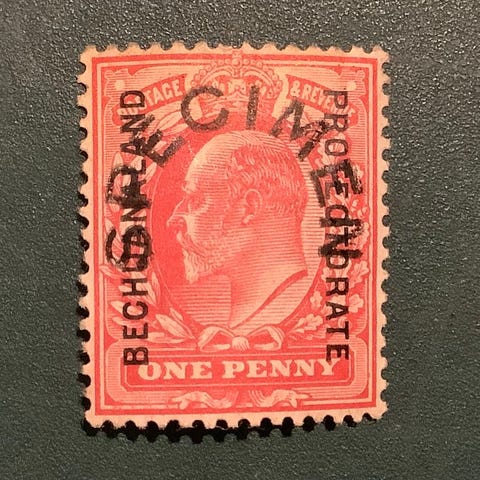 POSTAGE & REVENUE
SPECIMEN
BECHUANALAND
PROTECTORATE
ONE PENNY